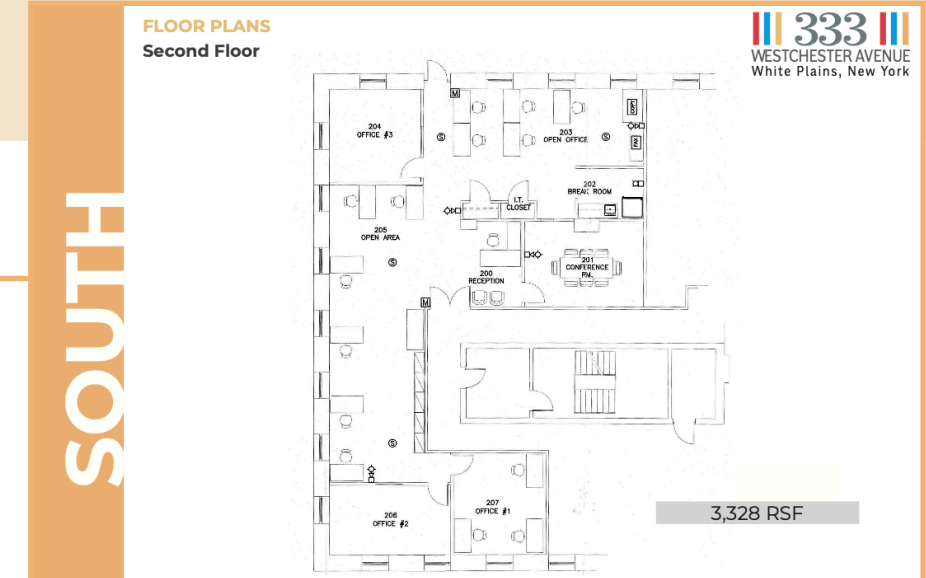 FLOOR PLANS
Second Floor
333
WESTCHESTER AVENUE
White Plains, New York
SOUTH
M
204
OFFICE #3
S
203
OPEN OFFICE
S
COPY
FAX
202
BREAK ROOM
I.T.
CLOSET
205
OPEN AREA
S
200
RECEPTION
201
CONFERENCE
RM.
M
S
206
OFFICE #2
207
OFFICE #1
3,328 RSF